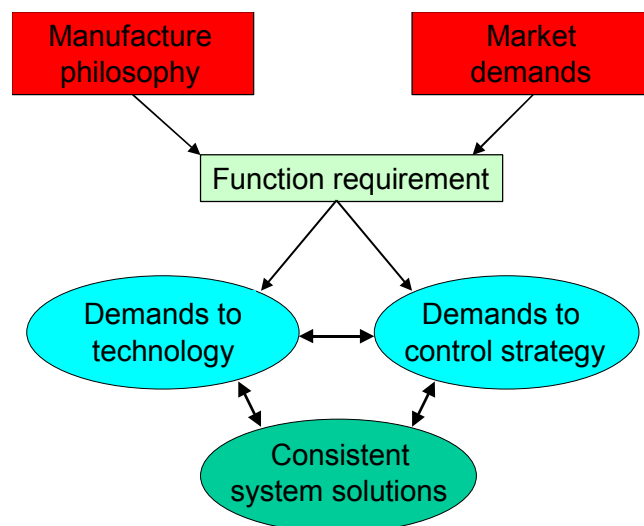 Manufacture
philosophy
Market
demands
Function requirement
Demands to
technology
Demands to
control strategy
Consistent
system solutions